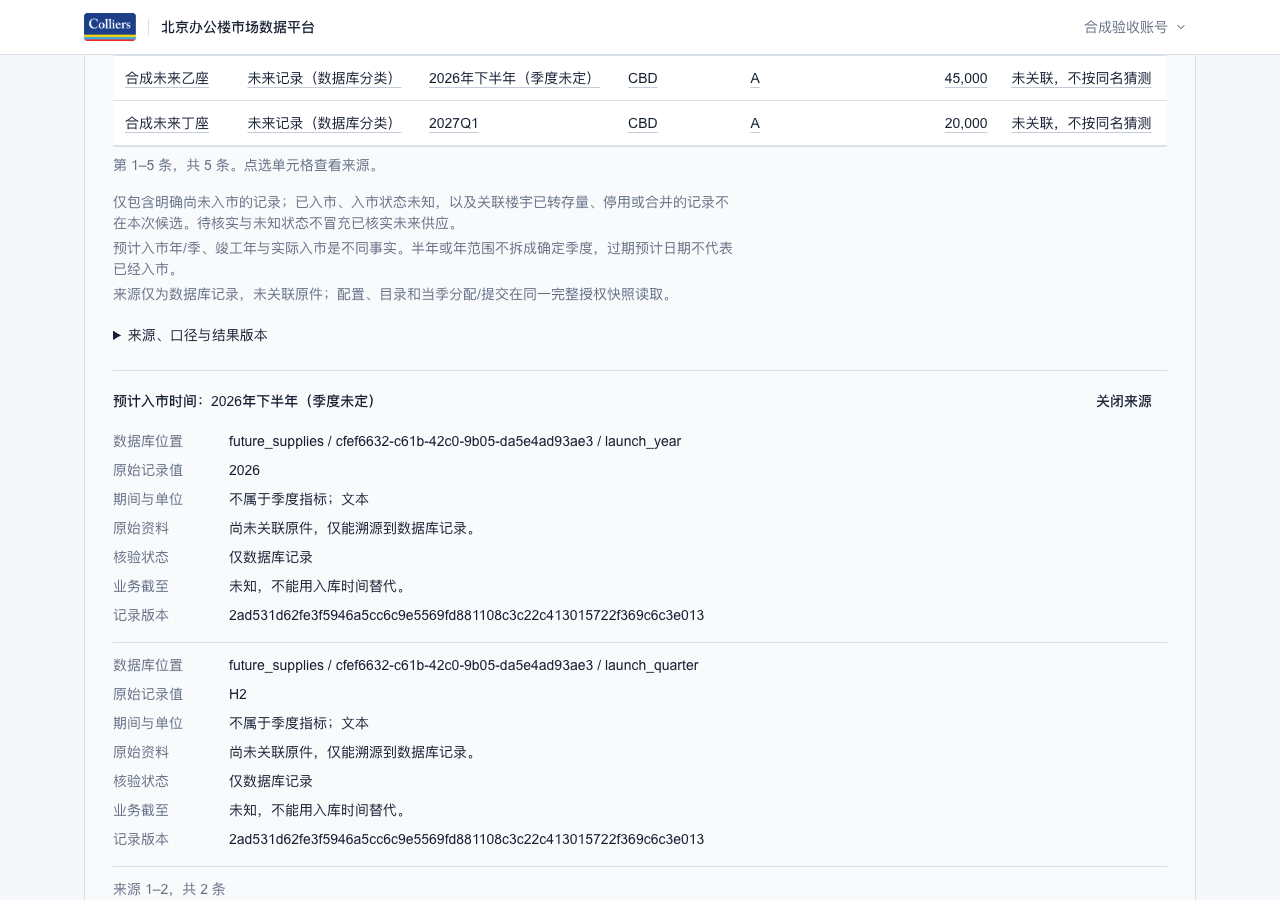 Colliers 北京办公楼市场数据平台 合成验收账号
合成未来乙座 未来记录（数据库分类） 2026年下半年（季度未定） CBD A 45,000 未关联，不按同名猜测
合成未来丁座 未来记录（数据库分类） 2027Q1 CBD A 20,000 未关联，不按同名猜测
第 1–5 条，共 5 条。点选单元格查看来源。
仅包含明确尚未入市的记录；已入市、入市状态未知，以及关联楼宇已转存量、停用或合并的记录不
在本次候选。待核实与未知状态不冒充已核实未来供应。
预计入市年/季、竣工年与实际入市是不同事实。半年或年范围不拆成确定季度，过期预计日期不代表
已经入市。
来源仅为数据库记录，未关联原件；配置、目录和当季分配/提交在同一完整授权快照读取。
来源、口径与结果版本
预计入市时间：2026年下半年（季度未定） 关闭来源
数据库位置 future_supplies / cfef6632-c61b-42c0-9b05-da5e4ad93ae3 / launch_year
原始记录值 2026
期间与单位 不属于季度指标；文本
原始资料 尚未关联原件，仅能溯源到数据库记录。
核验状态 仅数据库记录
业务截至 未知，不能用入库时间替代。
记录版本 2ad531d62fe3f5946a5cc6c9e5569fd881108c3c22c413015722f369c6c3e013
数据库位置 future_supplies / cfef6632-c61b-42c0-9b05-da5e4ad93ae3 / launch_quarter
原始记录值 H2
期间与单位 不属于季度指标；文本
原始资料 尚未关联原件，仅能溯源到数据库记录。
核验状态 仅数据库记录
业务截至 未知，不能用入库时间替代。
记录版本 2ad531d62fe3f5946a5cc6c9e5569fd881108c3c22c413015722f369c6c3e013
来源 1–2，共 2 条